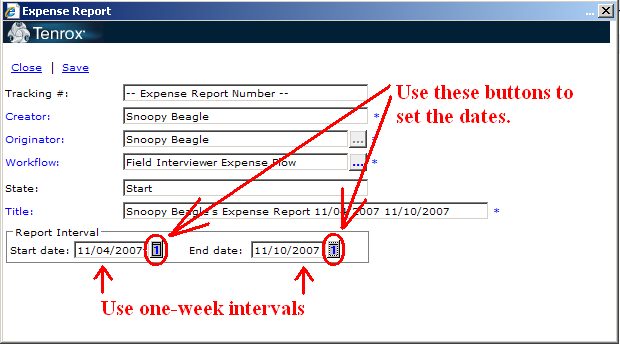 Expense Report
Tenrox
Close | Save
Tracking #: -- Expense Report Number --
Use these buttons to
set the dates.
Creator: Snoopy Beagle *
Originator: Snoopy Beagle ... *
Workflow: Field Interviewer Expense Flow ... *
State: Start
Title: Snoopy Beagle's Expense Report 11/04/2007 11/10/2007 *
Report Interval
Start date: 11/04/2007 1 End date: 11/10/2007 1
Use one-week intervals